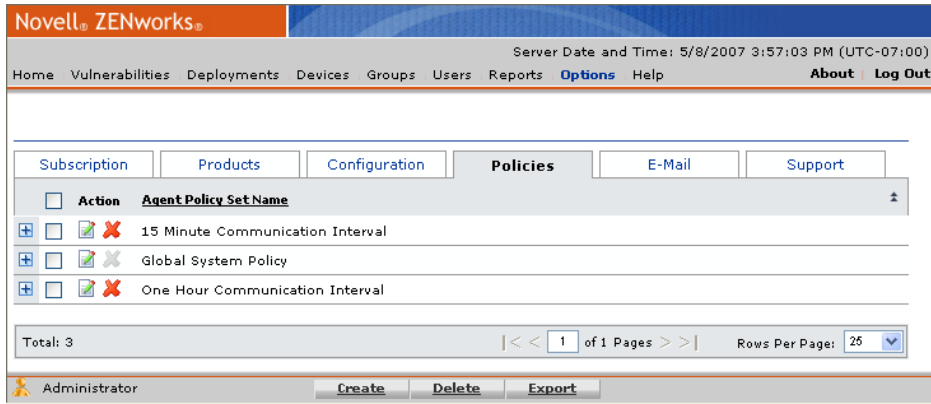 Novell® ZENworks®
Server Date and Time: 5/8/2007 3:57:03 PM (UTC-07:00)
Home Vulnerabilities Deployments Devices Groups Users Reports Options Help About | Log Out
Subscription Products Configuration Policies E-Mail Support
Action Agent Policy Set Name
15 Minute Communication Interval
Global System Policy
One Hour Communication Interval
Total: 3 |< < 1 of 1 Pages > >| Rows Per Page: 25
Administrator Create Delete Export